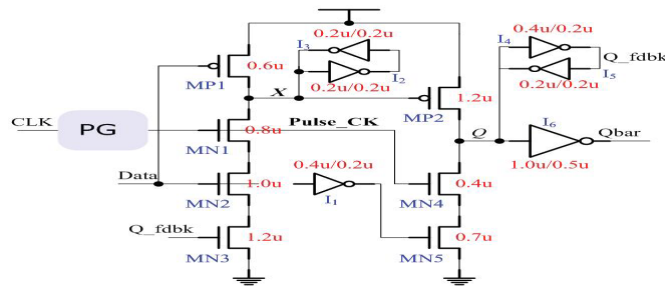 0.2u/0.2u
I3
I2
0.2u/0.2u
0.4u/0.2u
I4
Q_fdbk
I5
0.2u/0.2u
0.6u
MP1
X
1.2u
MP2
CLK
PG
0.8u
MN1
Pulse_CK
Q
I6
Qbar
1.0u/0.5u
Data
1.0u
MN2
0.4u/0.2u
I1
0.4u
MN4
Q_fdbk
1.2u
MN3
0.7u
MN5